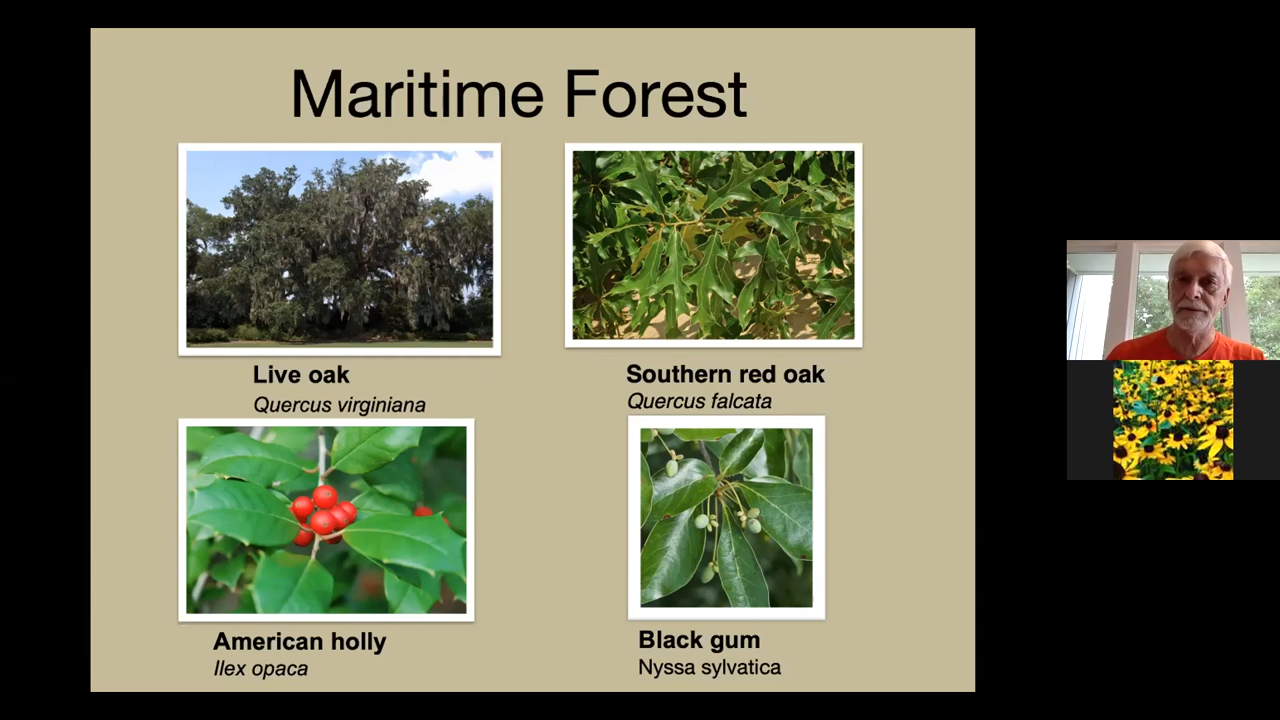 Maritime Forest
Live oak
Quercus virginiana
Southern red oak
Quercus falcata
American holly
Ilex opaca
Black gum
Nyssa sylvatica